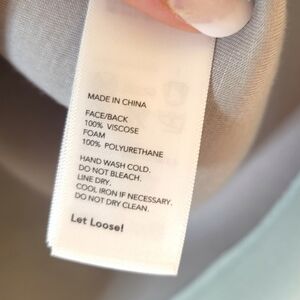 MADE IN CHINA
FACE/BACK
100% VISCOSE
FOAM
100% POLYURETHANE
HAND WASH COLD.
DO NOT BLEACH.
LINE DRY.
COOL IRON IF NECESSARY.
DO NOT DRY CLEAN.
Let Loose!